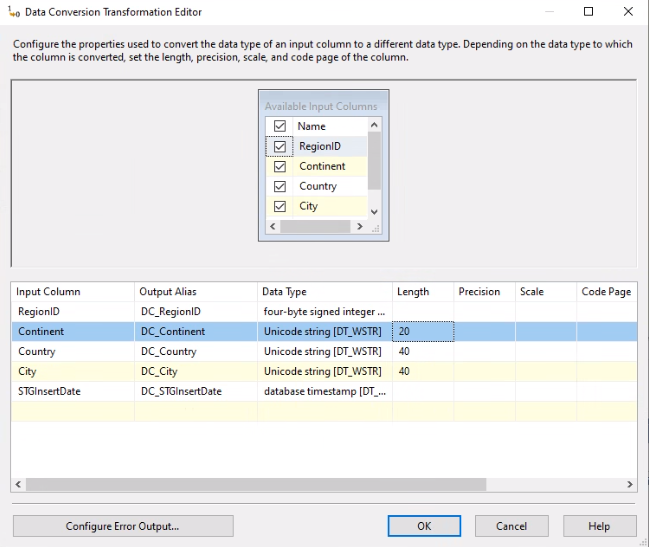 Data Conversion Transformation Editor
Configure the properties used to convert the data type of an input column to a different data type. Depending on the data type to which
the column is converted, set the length, precision, scale, and code page of the column.
Available Input Columns
Name
RegionID
Continent
Country
City
Input Column Output Alias Data Type Length Precision Scale Code Page
RegionID DC_RegionID four-byte signed integer ...
Continent DC_Continent Unicode string [DT_WSTR] 20
Country DC_Country Unicode string [DT_WSTR] 40
City DC_City Unicode string [DT_WSTR] 40
STGInsertDate DC_STGInsertDate database timestamp [DT_...
Configure Error Output... OK Cancel Help